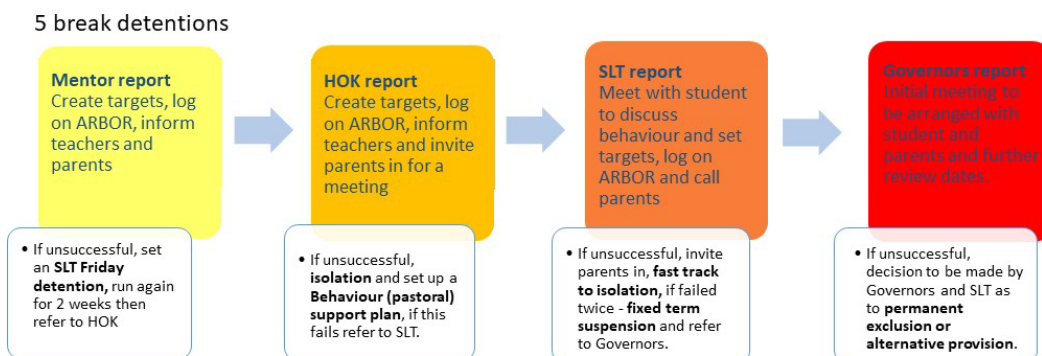 5 break detentions
Mentor report
Create targets, log
on ARBOR, inform
teachers and
parents
• If unsuccessful, set
an SLT Friday
detention, run again
for 2 weeks then
refer to HOK
HOK report
Create targets, log
on ARBOR, inform
teachers and invite
parents in for a
meeting
• If unsuccessful,
isolation and set up a
Behaviour (pastoral)
support plan, if this
fails refer to SLT.
SLT report
Meet with student
to discuss
behaviour and set
targets, log on
ARBOR and call
parents
• If unsuccessful, invite
parents in, fast track
to isolation, if failed
twice - fixed term
suspension and refer
to Governors.
Governors report
Initial meeting to
be arranged with
student and
parents and further
review dates.
• If unsuccessful,
decision to be made by
Governors and SLT as
to permanent
exclusion or
alternative provision.